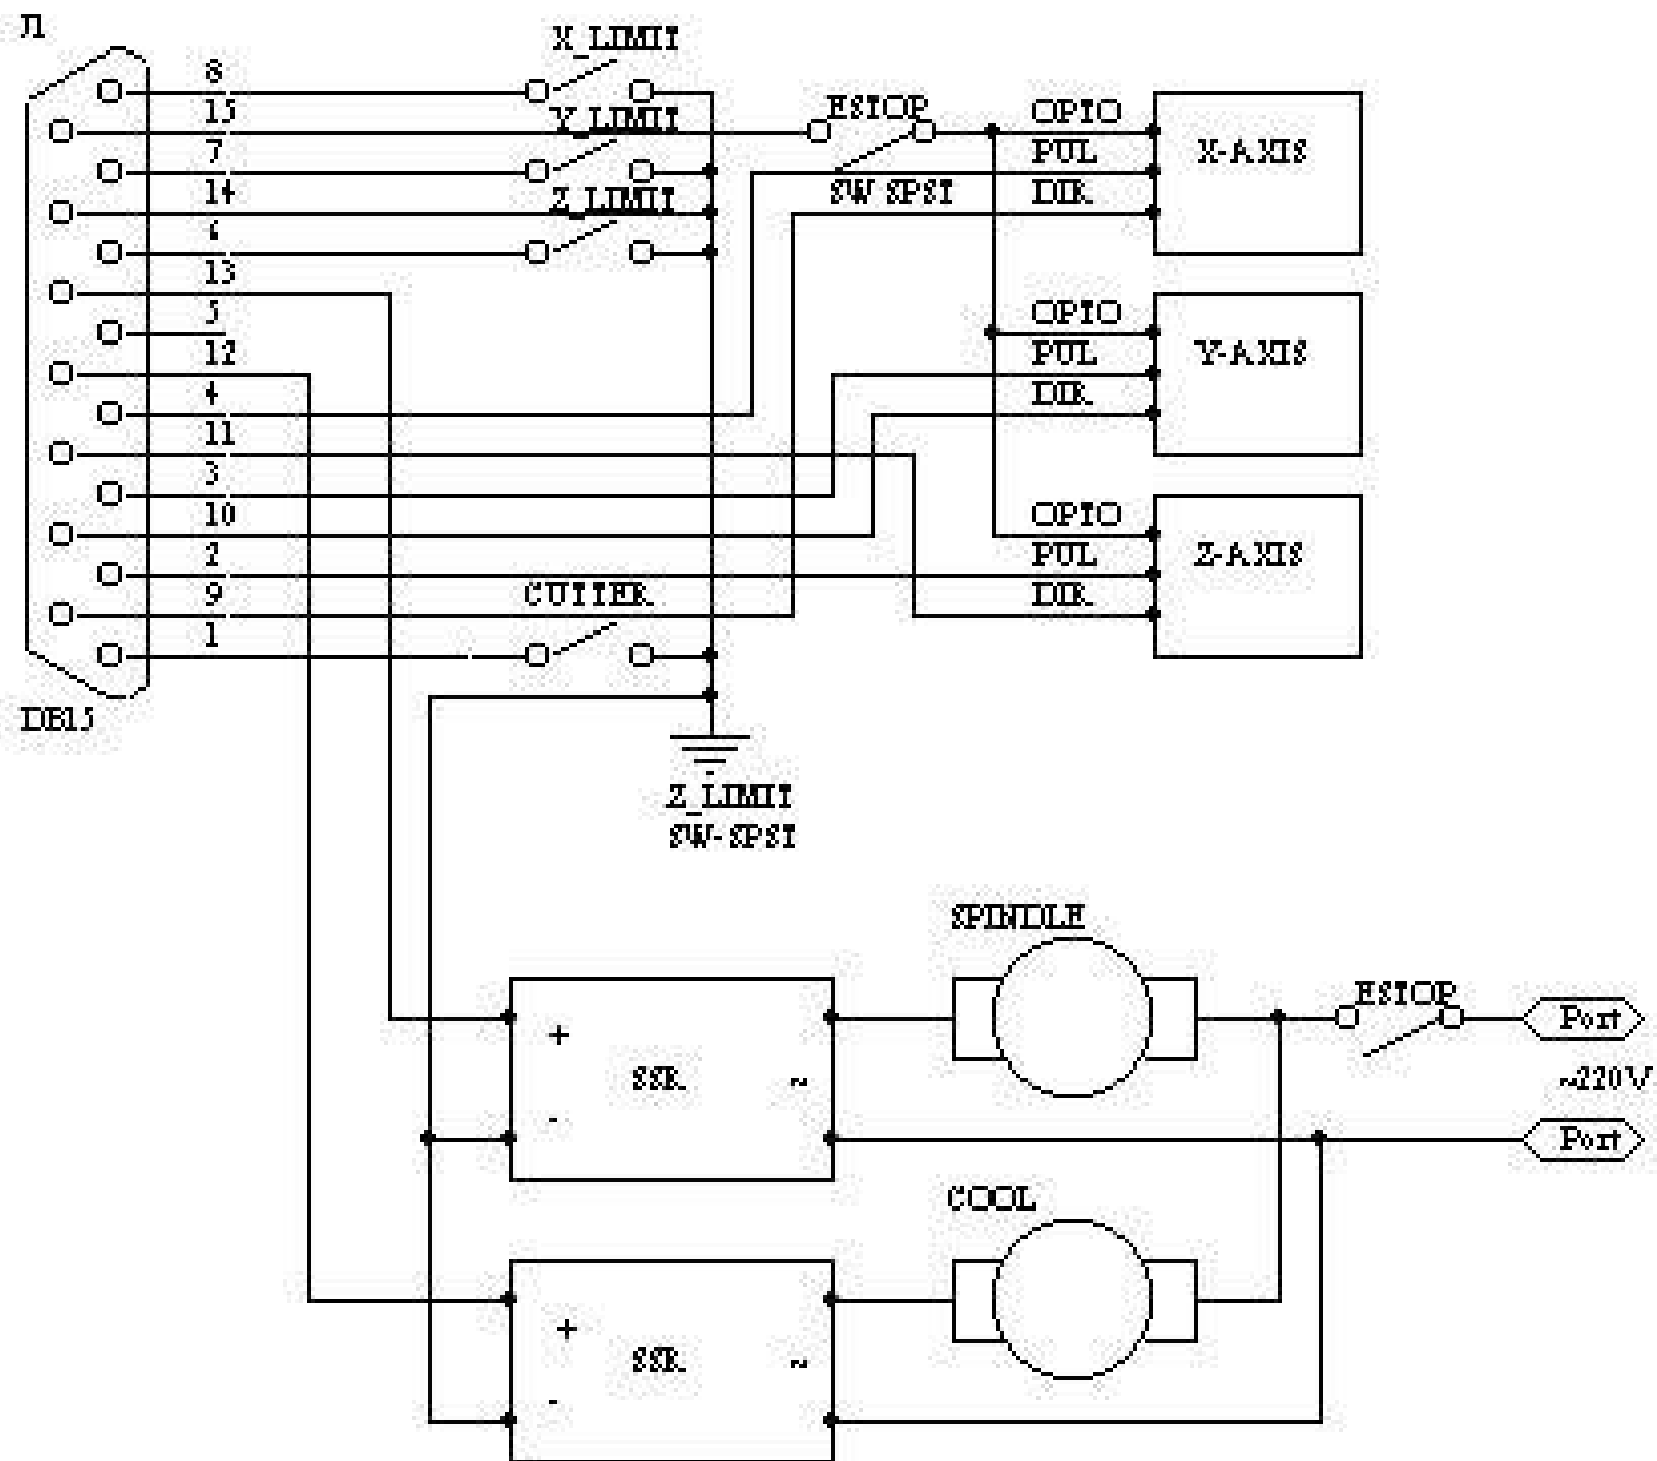 J1
X_LIMIT
8
15
ESTOP
OPTO
Y_LIMIT
7
PUL
X-AXIS
14
Z_LIMIT
SW SPST
DIR
6
13
5
OPTO
12
PUL
Y-AXIS
4
DIR
11
3
10
OPTO
2
PUL
Z-AXIS
9
CUTTER
DIR
1
DB15
Z_LIMIT
SW-SPST
SPINDLE
ESTOP
Port
+
SSR
~
~220V
-
Port
COOL
+
SSR
~
-